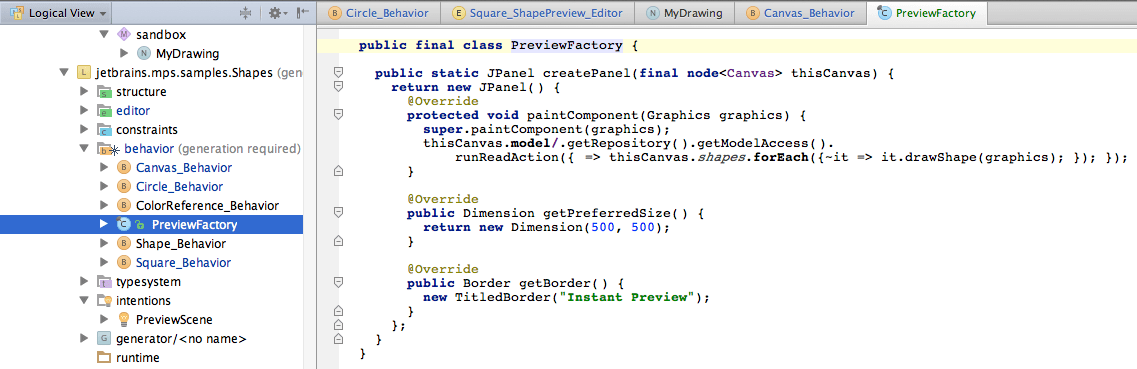 Logical View
sandbox
MyDrawing
jetbrains.mps.samples.Shapes (gen
structure
editor
constraints
behavior (generation required)
Canvas_Behavior
Circle_Behavior
ColorReference_Behavior
PreviewFactory
Shape_Behavior
Square_Behavior
typesystem
intentions
PreviewScene
generator/<no name>
runtime
Circle_Behavior Square_ShapePreview_Editor MyDrawing Canvas_Behavior PreviewFactory
public final class PreviewFactory {
public static JPanel createPanel(final node<Canvas> thisCanvas) {
return new JPanel() {
@Override
protected void paintComponent(Graphics graphics) {
super.paintComponent(graphics);
thisCanvas.model/.getRepository().getModelAccess().
runReadAction({ => thisCanvas.shapes.forEach({~it => it.drawShape(graphics); }); });
}
@Override
public Dimension getPreferredSize() {
return new Dimension(500, 500);
}
@Override
public Border getBorder() {
new TitledBorder("Instant Preview");
}
};
}
}